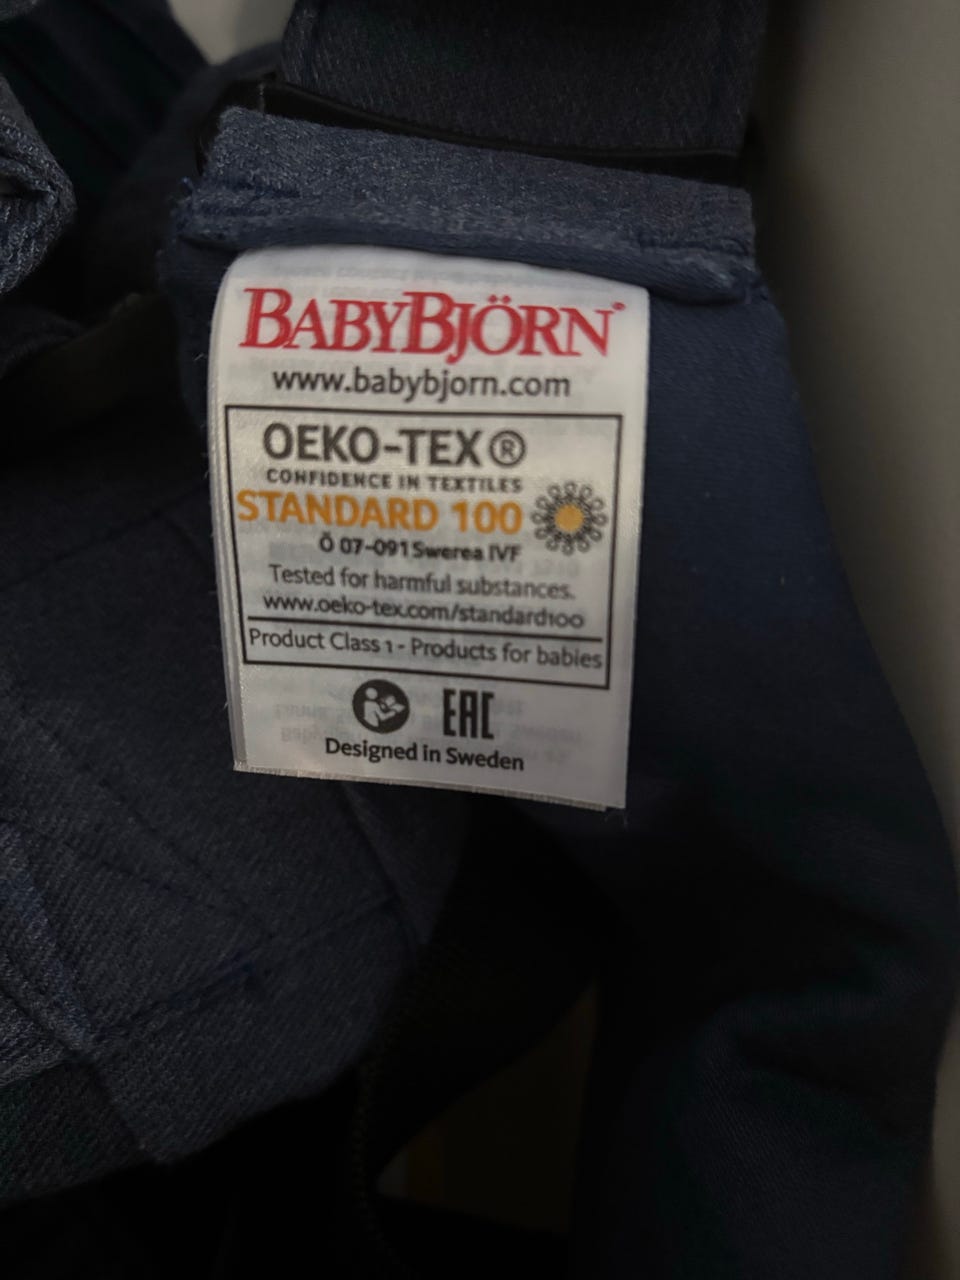 BABYBJÖRN®
www.babybjorn.com
OEKO-TEX®
CONFIDENCE IN TEXTILES
STANDARD 100
Ö 07-091 Swerea IVF
Tested for harmful substances.
www.oeko-tex.com/standard100
Product Class 1 - Products for babies
EAC
Designed in Sweden